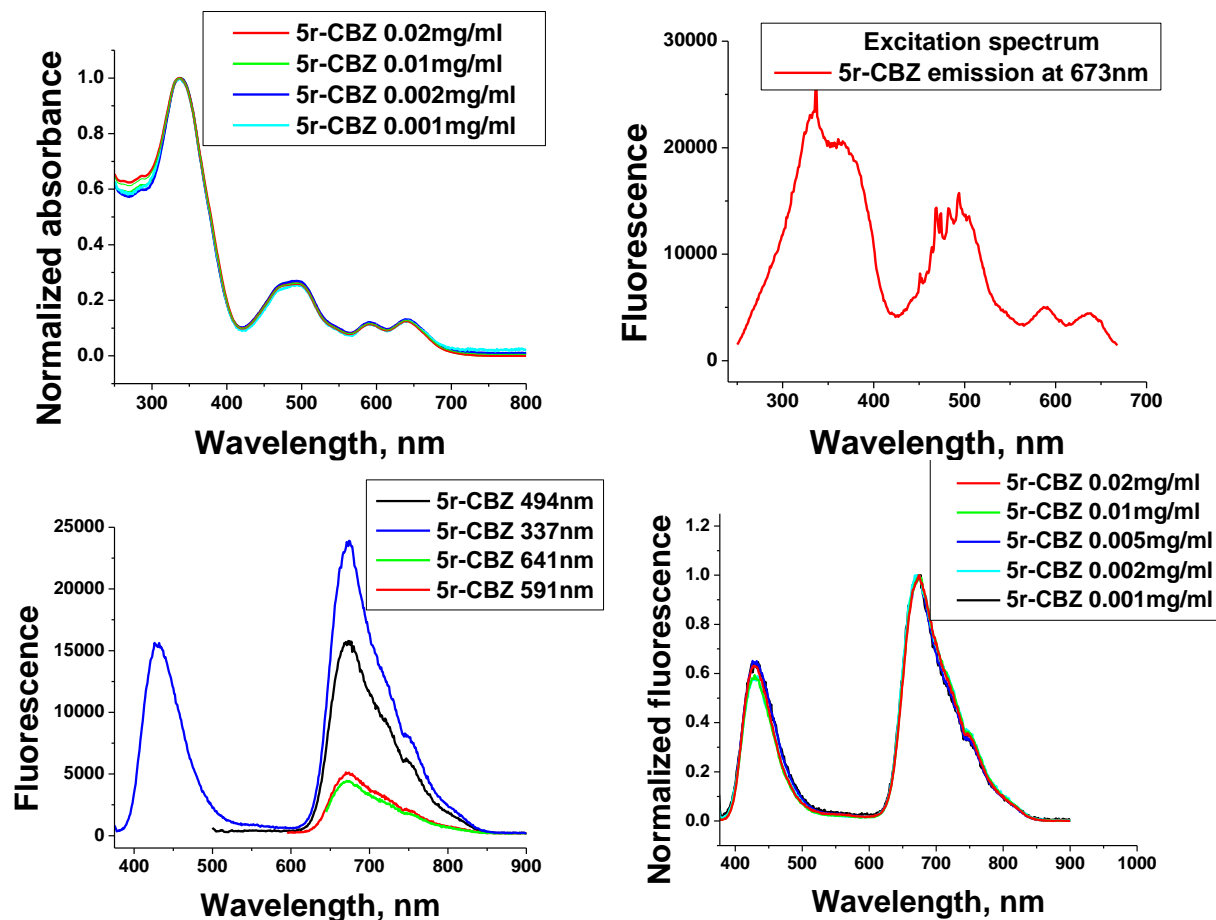 5r-CBZ 0.02mg/ml
5r-CBZ 0.01mg/ml
5r-CBZ 0.002mg/ml
5r-CBZ 0.001mg/ml
Normalized absorbance
1.0
0.8
0.6
0.4
0.2
0.0
300 400 500 600 700 800
Wavelength, nm
Excitation spectrum
5r-CBZ emission at 673nm
Fluorescence
30000
20000
10000
0
300 400 500 600 700
Wavelength, nm
5r-CBZ 494nm
5r-CBZ 337nm
5r-CBZ 641nm
5r-CBZ 591nm
Fluorescence
25000
20000
15000
10000
5000
0
400 500 600 700 800 900
Wavelength, nm
5r-CBZ 0.02mg/ml
5r-CBZ 0.01mg/ml
5r-CBZ 0.005mg/ml
5r-CBZ 0.002mg/ml
5r-CBZ 0.001mg/ml
Normalized fluorescence
1.2
1.0
0.8
0.6
0.4
0.2
0.0
400 500 600 700 800 900 1000
Wavelength, nm